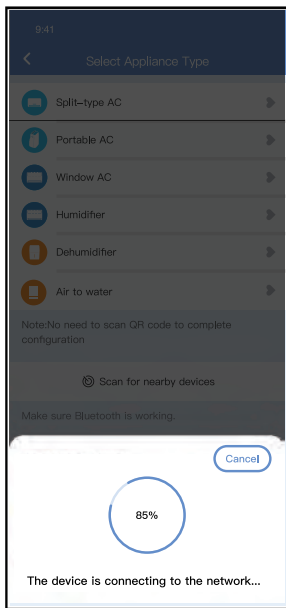 9:41
Select Appliance Type
Split-type AC
Portable AC
Window AC
Humidifier
Dehumidifier
Air to water
Note:No need to scan QR code to complete
configuration
Scan for nearby devices
Make sure Bluetooth is working.
Cancel
85%
The device is connecting to the network...